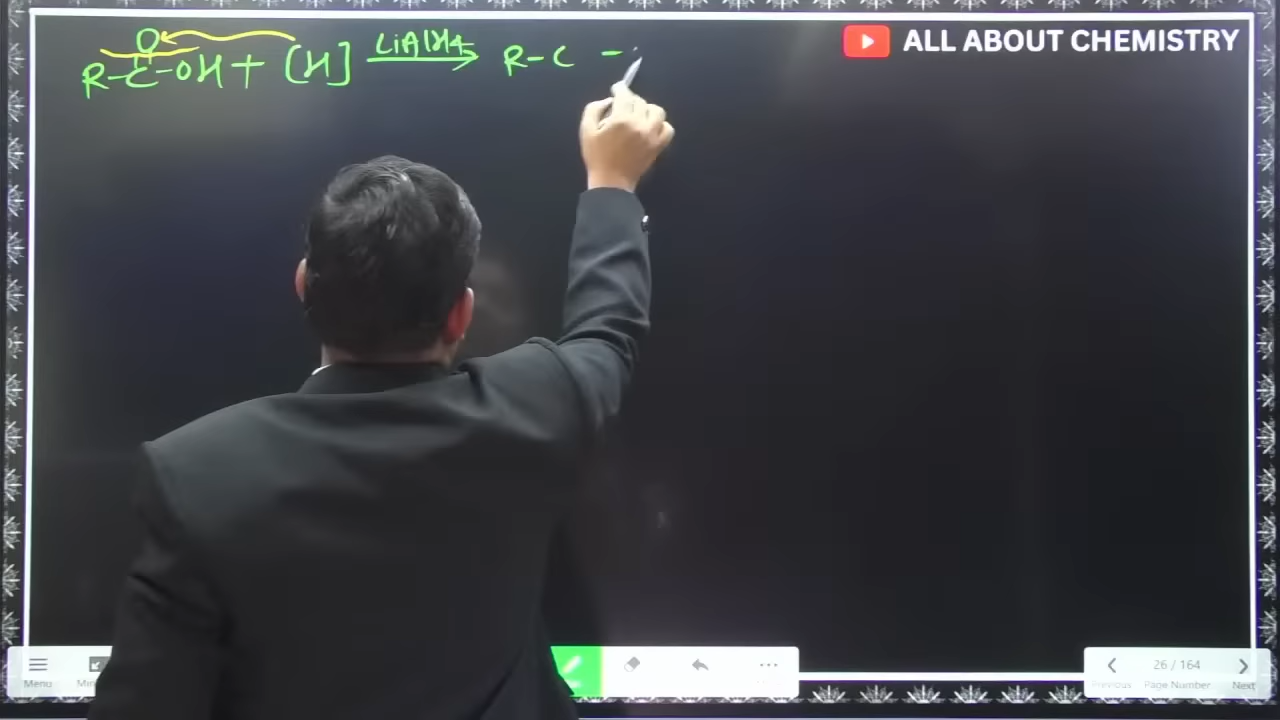 ALL ABOUT CHEMISTRY
O
R-C-OH + [H] LiAlH4 R-C -
Menu
26 / 164
Previous Page Number Next